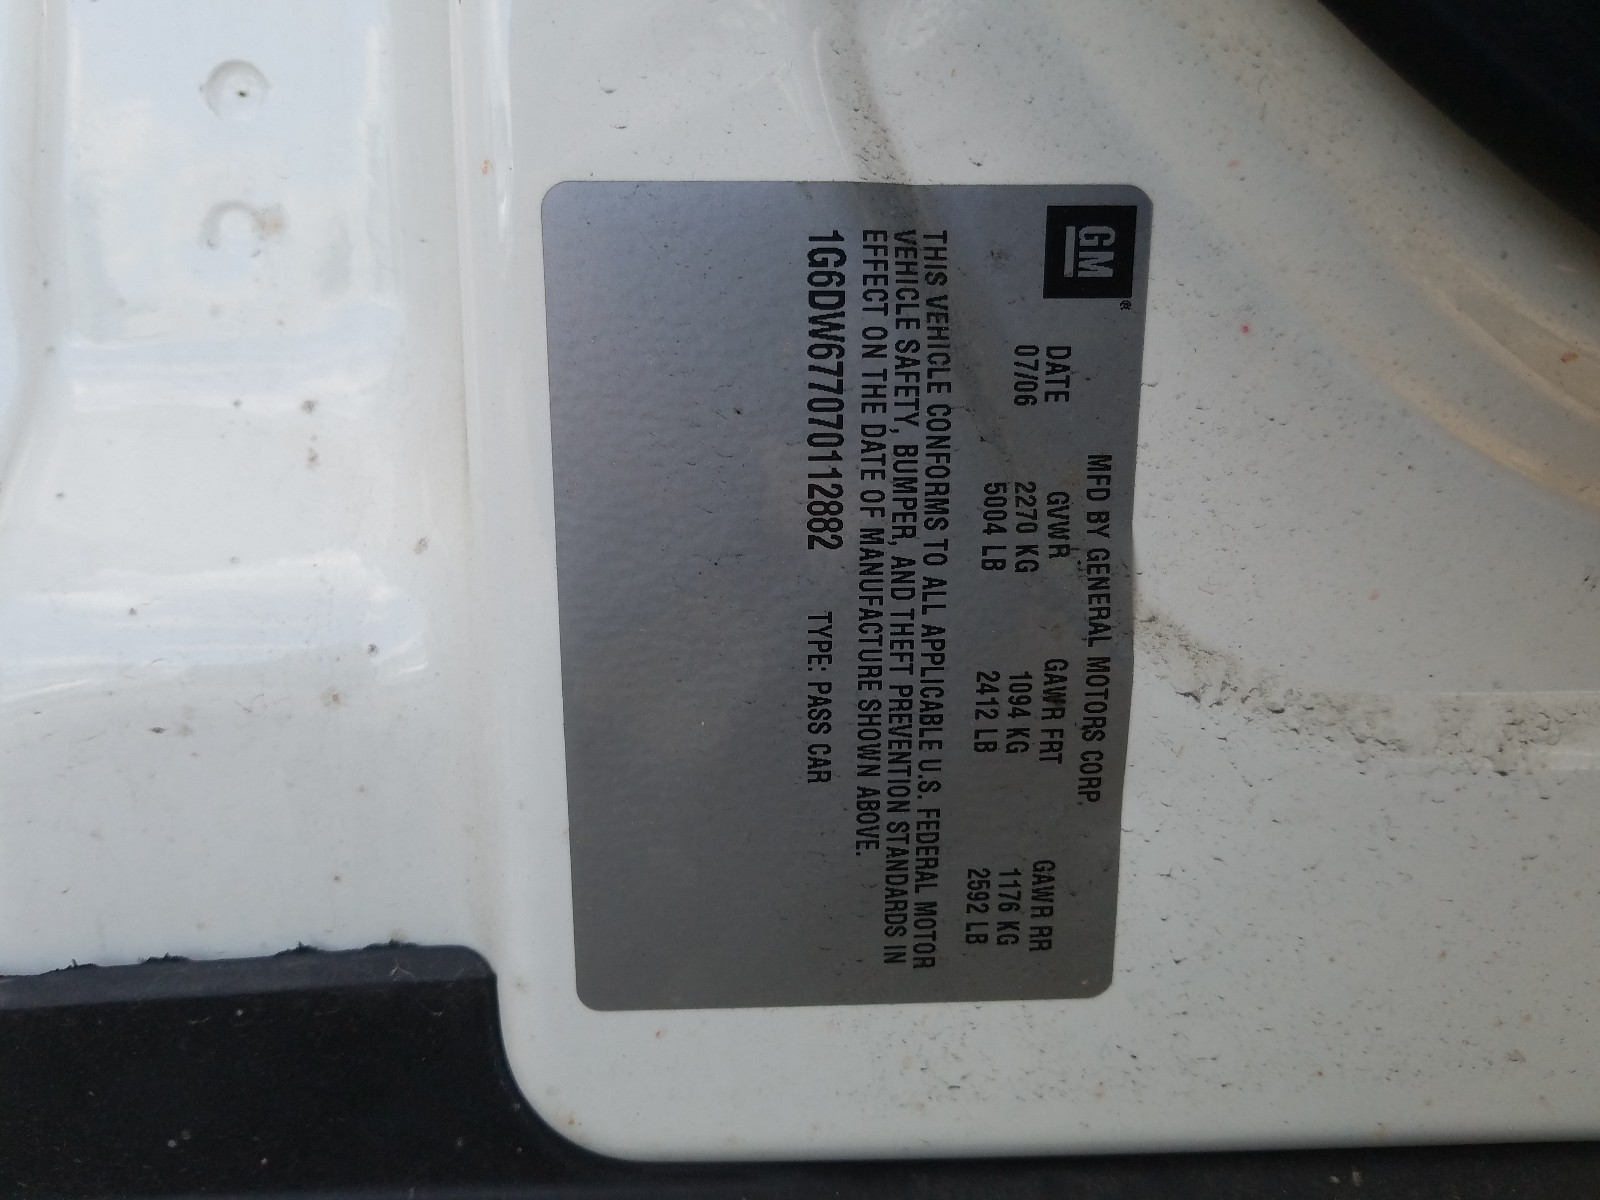 GM®
MFD BY GENERAL MOTORS CORP.
DATE GVWR GAWR FRT GAWR RR
07/06 2270 KG 1094 KG 1176 KG
5004 LB 2412 LB 2592 LB
THIS VEHICLE CONFORMS TO ALL APPLICABLE U.S. FEDERAL MOTOR
VEHICLE SAFETY, BUMPER, AND THEFT PREVENTION STANDARDS IN
EFFECT ON THE DATE OF MANUFACTURE SHOWN ABOVE.
1G6DW677070112882 TYPE: PASS CAR